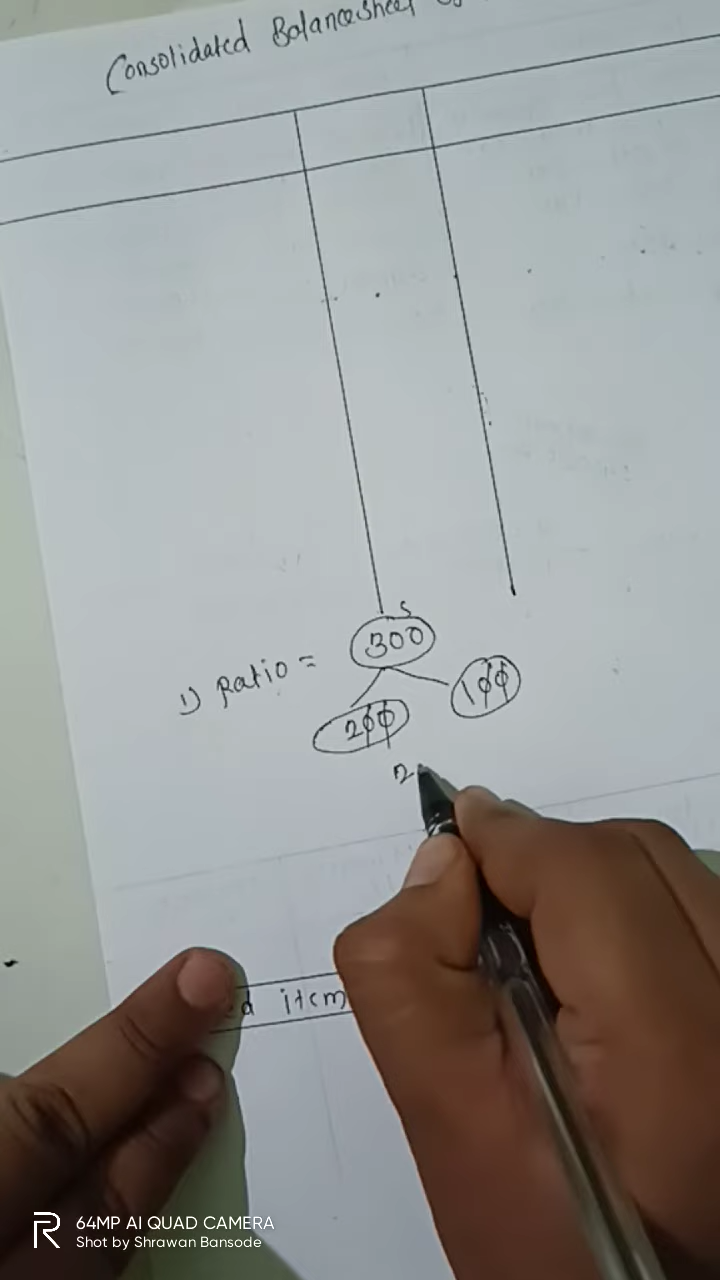 Consolidated Balancesheet
S
1) Ratio = 300
200 100
2
d item
R 64MP AI QUAD CAMERA
Shot by Shrawan Bansode